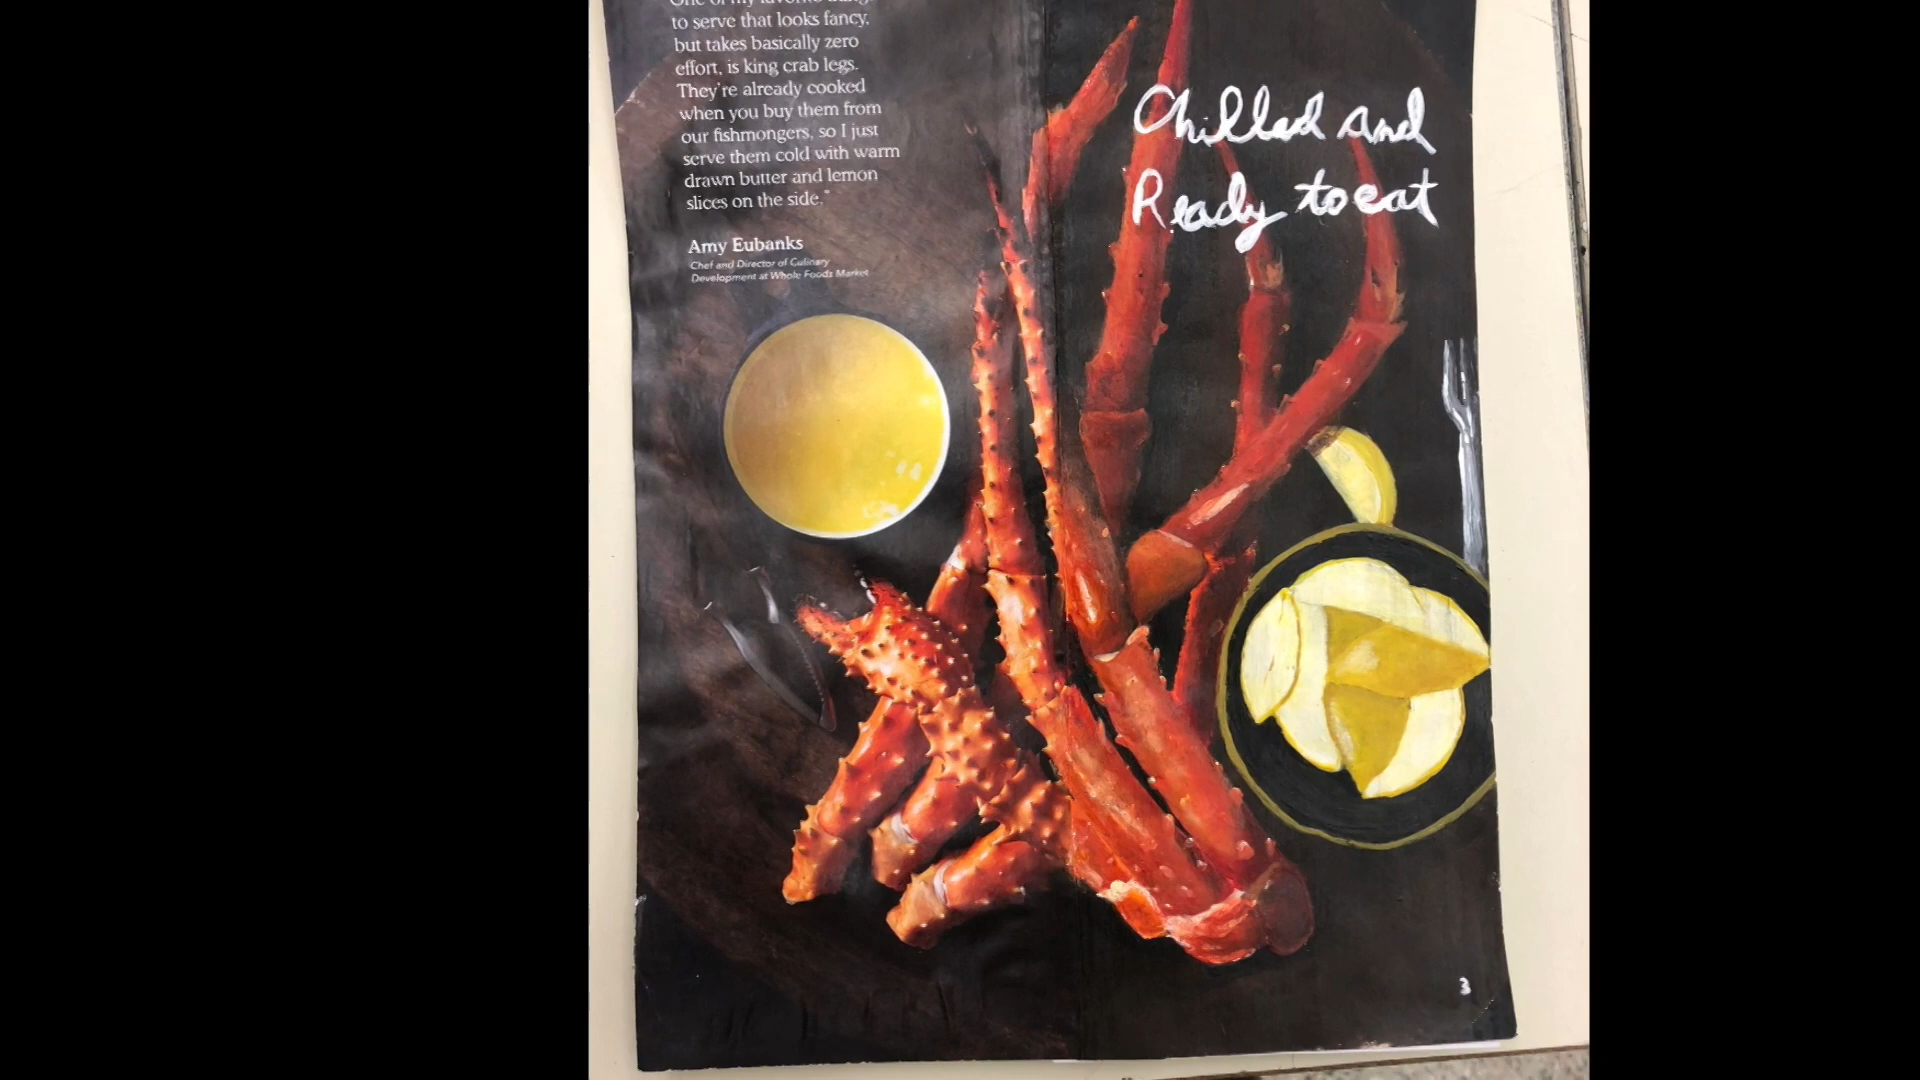 to serve that looks fancy,
but takes basically zero
effort, is king crab legs.
They're already cooked
when you buy them from
our fishmongers, so I just
serve them cold with warm
drawn butter and lemon
slices on the side."
Amy Eubanks
Chef and Director of Culinary
Development at Whole Foods Market
Chilled and
Ready to eat
3